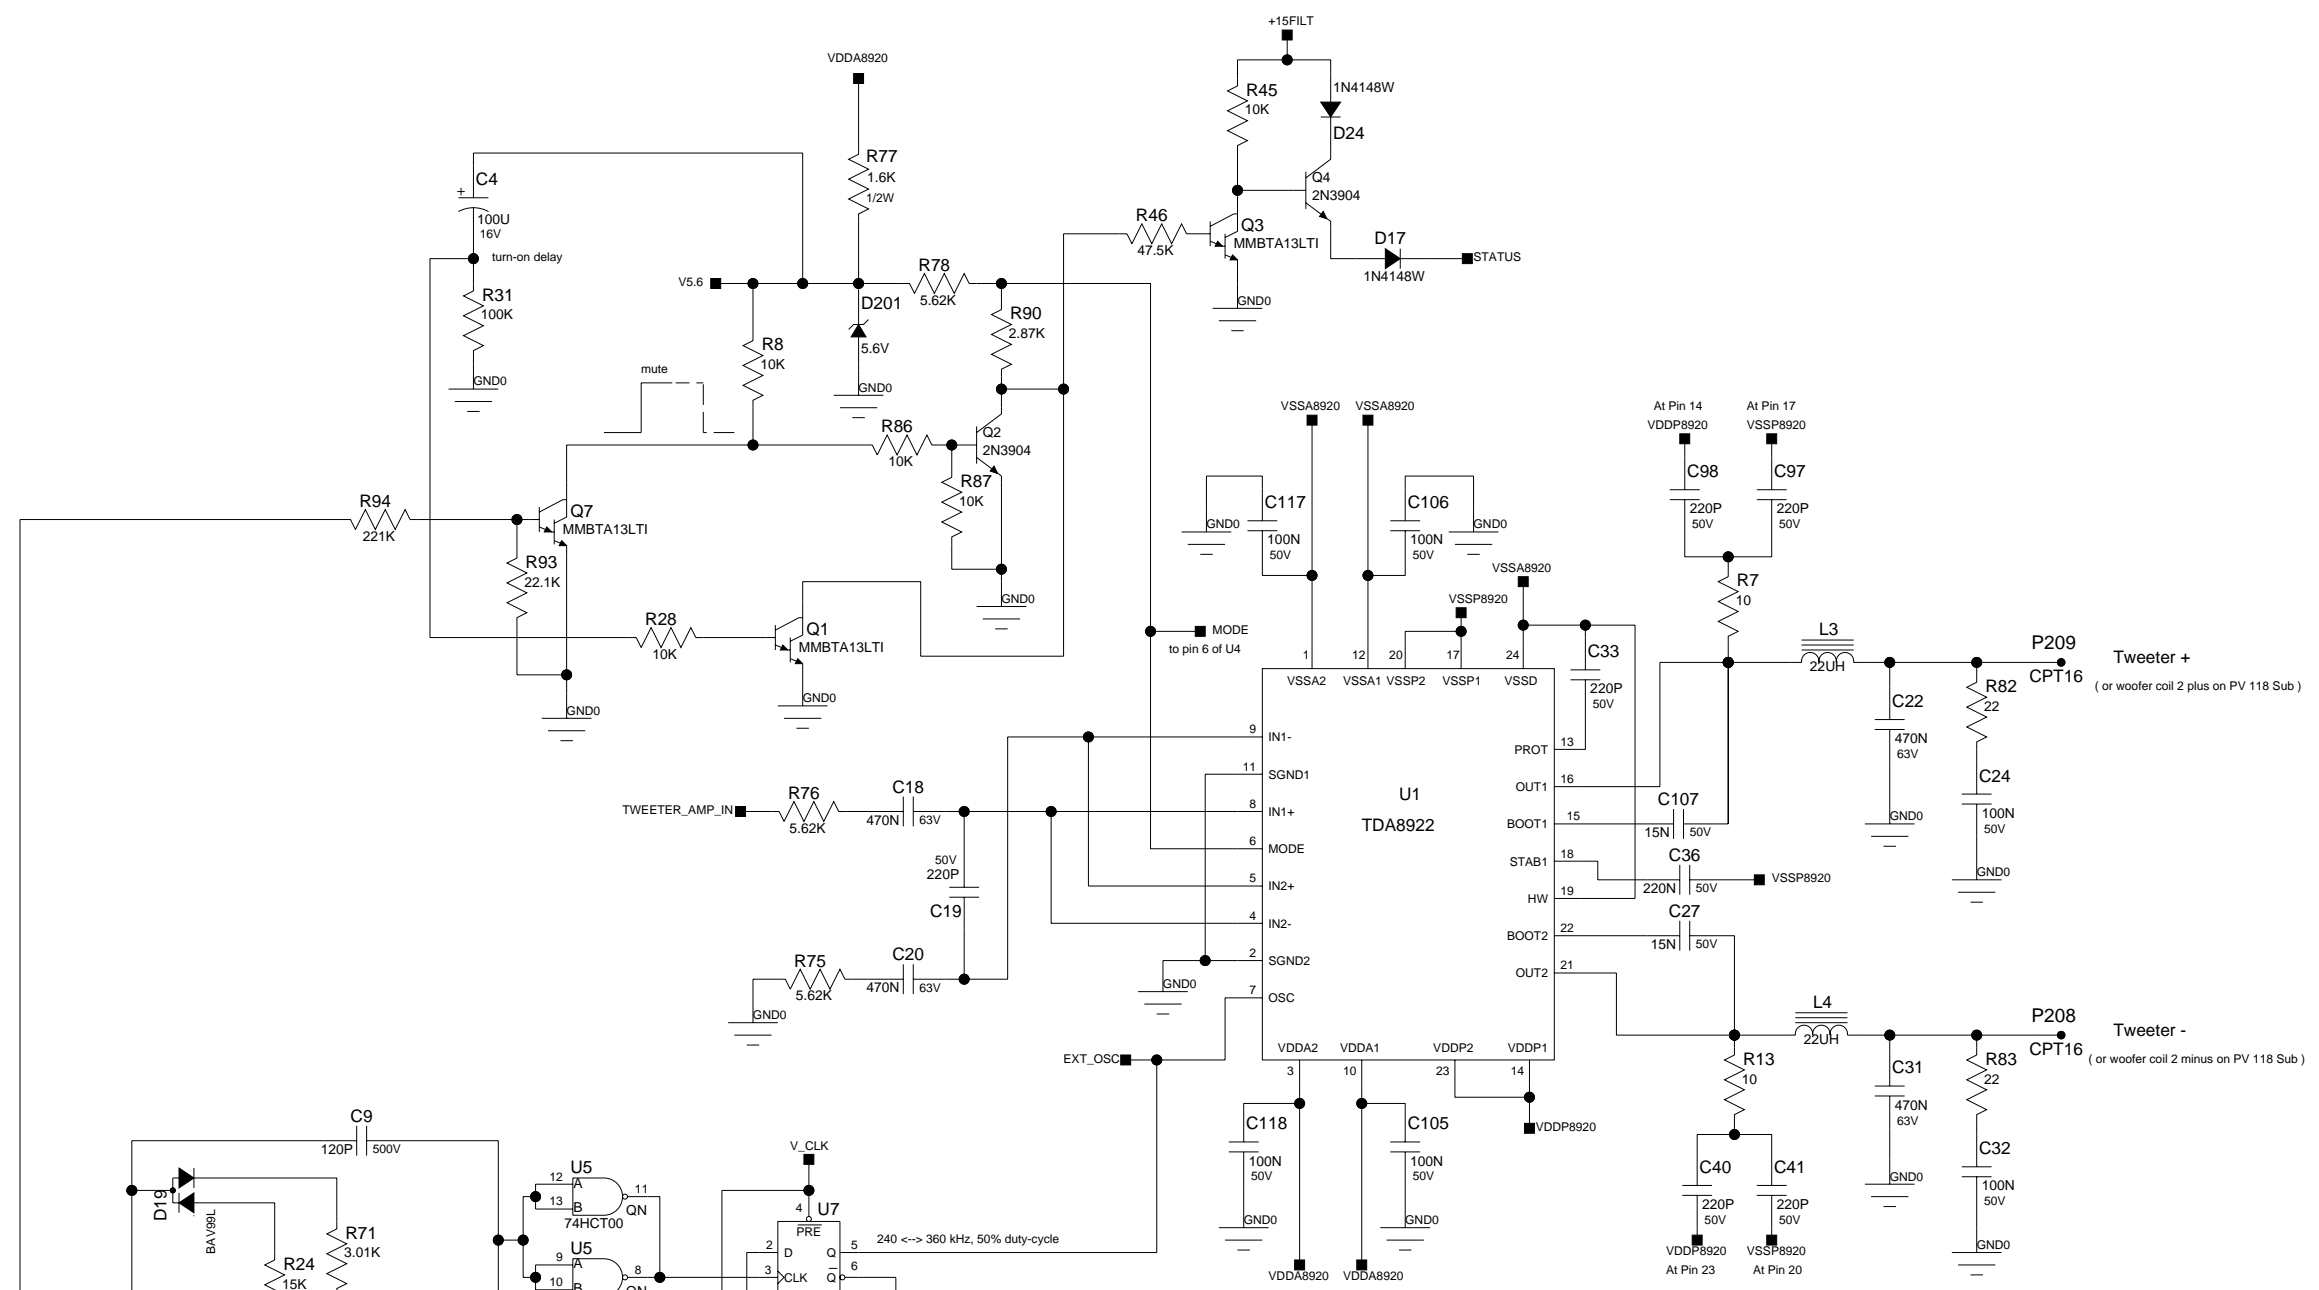 +15FILT
VDDA8920
R45
10K
1N4148W
D24
R77
1.6K
1/2W
C4
+
100U
16V
turn-on delay
Q4
2N3904
R46
47.5K
Q3
MMBTA13LTI
D17
1N4148W
STATUS
GND0
V5.6
R78
5.62K
R31
100K
GND0
D201
5.6V
GND0
R90
2.87K
R8
10K
mute
R86
10K
Q2
2N3904
R87
10K
GND0
R94
221K
Q7
MMBTA13LTI
R93
22.1K
GND0
R28
10K
Q1
MMBTA13LTI
GND0
MODE
to pin 6 of U4
VSSA8920
VSSA8920
C117
100N
50V
GND0
C106
100N
50V
GND0
VSSP8920
VSSA8920
At Pin 14
VDDP8920
At Pin 17
VSSP8920
C98
220P
50V
C97
220P
50V
R7
10
C33
220P
50V
1
12
20
17
24
VSSA2
VSSA1
VSSP2
VSSP1
VSSD
L3
22UH
P209
CPT16
Tweeter +
( or woofer coil 2 plus on PV 118 Sub )
C22
470N
63V
GND0
R82
22
C24
100N
50V
GND0
U1
TDA8922
9
IN1-
11
SGND1
8
IN1+
6
MODE
5
IN2+
4
IN2-
2
SGND2
7
OSC
PROT
13
OUT1
16
BOOT1
15
STAB1
18
HW
19
BOOT2
22
OUT2
21
TWEETER_AMP_IN
R76
5.62K
C18
470N
63V
50V
220P
C19
R75
5.62K
C20
470N
63V
GND0
GND0
C107
15N
50V
C36
220N
50V
VSSP8920
C27
15N
50V
L4
22UH
P208
CPT16
Tweeter -
( or woofer coil 2 minus on PV 118 Sub )
R13
10
C31
470N
63V
GND0
R83
22
C32
100N
50V
GND0
C40
220P
50V
VDDP8920
At Pin 23
C41
220P
50V
VSSP8920
At Pin 20
EXT_OSC
VDDA2
VDDA1
VDDP2
VDDP1
3
10
23
14
VDDP8920
C118
100N
50V
GND0
C105
100N
50V
GND0
VDDA8920
VDDA8920
C9
120P
500V
D19
BAV99L
R71
3.01K
R24
15K
U5
12
A
13
B
11
QN
74HCT00
U5
9
A
10
B
8
QN
V_CLK
4
U7
PRE
2
D
3
CLK
Q
5
Q
6
240 <--> 360 kHz, 50% duty-cycle